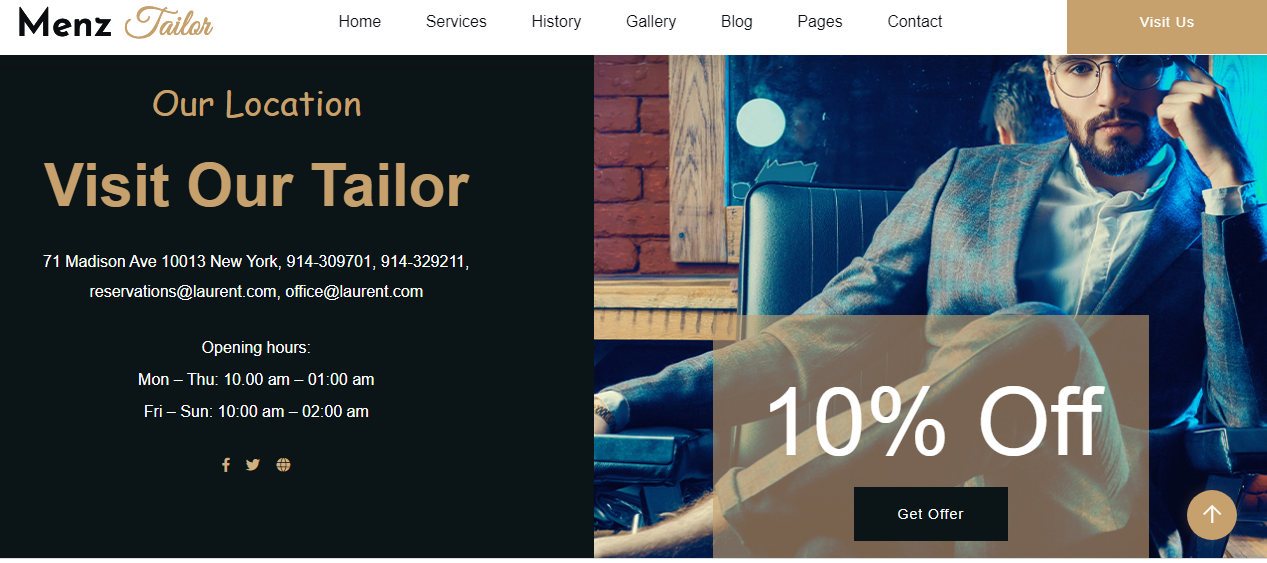 Menz Tailor
Home Services History Gallery Blog Pages Contact
Visit Us
Our Location
Visit Our Tailor
71 Madison Ave 10013 New York, 914-309701, 914-329211,
reservations@laurent.com, office@laurent.com
Opening hours:
Mon – Thu: 10.00 am – 01:00 am
Fri – Sun: 10:00 am – 02:00 am
10% Off
Get Offer